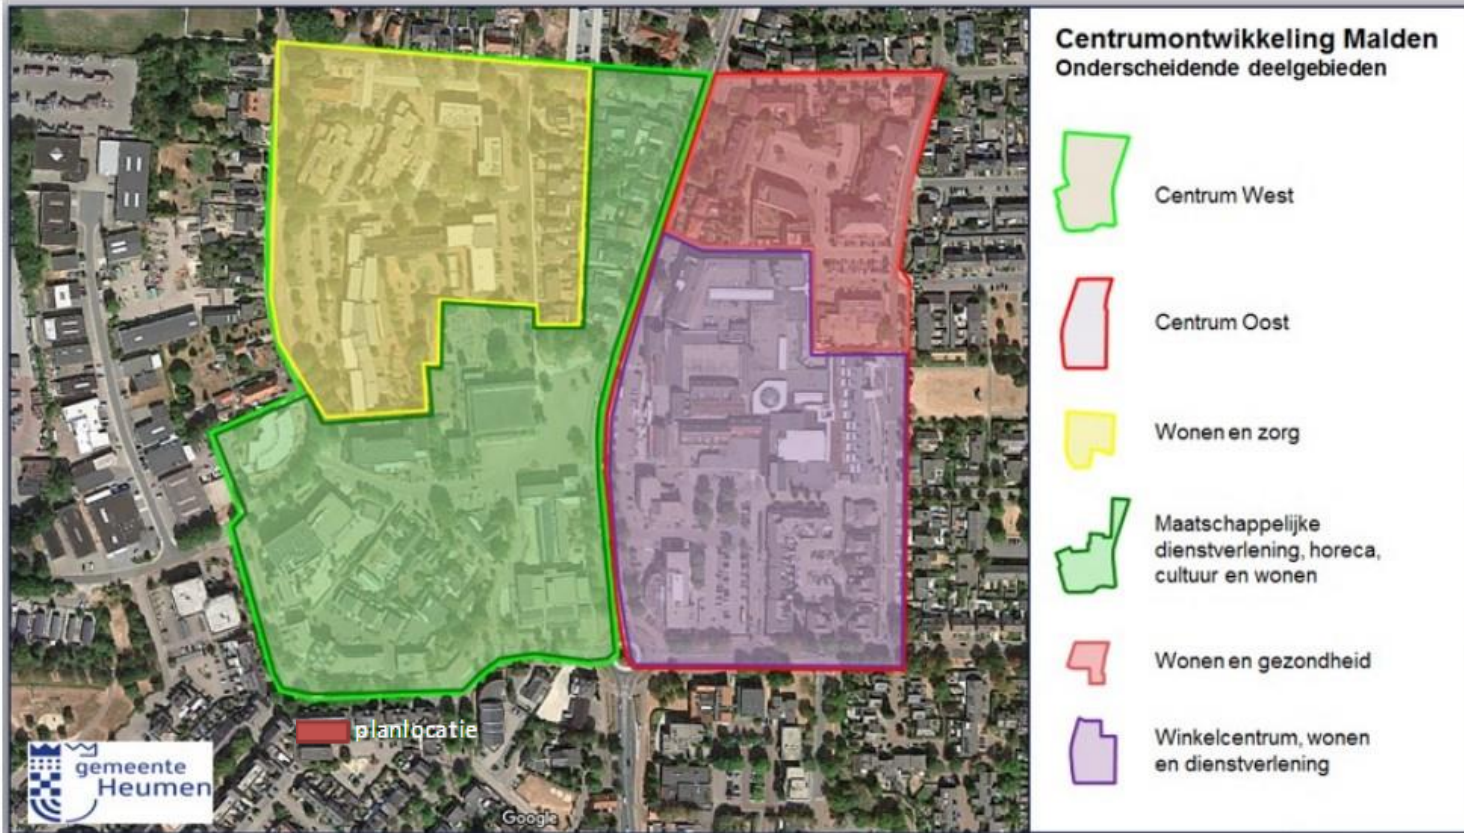 Centrumontwikkeling Malden
Onderscheidende deelgebieden
Centrum West
Centrum Oost
Wonen en zorg
Maatschappelijke
dienstverlening, horeca,
cultuur en wonen
Wonen en gezondheid
Winkelcentrum, wonen
en dienstverlening
planlocatie
gemeente
Heumen
Google